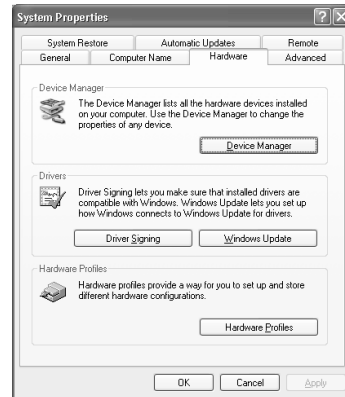 System Properties
System Restore Automatic Updates Remote
General Computer Name Hardware Advanced
Device Manager
The Device Manager lists all the hardware devices installed
on your computer. Use the Device Manager to change the
properties of any device.
Device Manager
Drivers
Driver Signing lets you make sure that installed drivers are
compatible with Windows. Windows Update lets you set up
how Windows connects to Windows Update for drivers.
Driver Signing Windows Update
Hardware Profiles
Hardware profiles provide a way for you to set up and store
different hardware configurations.
Hardware Profiles
OK Cancel Apply